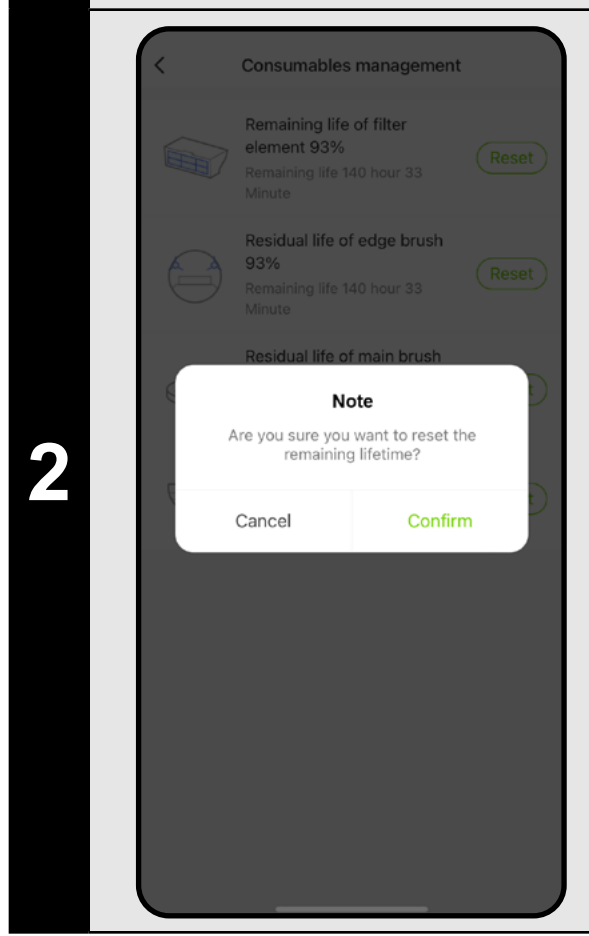 Consumables management
Remaining life of filter
element 93%
Reset
Remaining life 140 hour 33
Minute
Residual life of edge brush
93%
Reset
Remaining life 140 hour 33
Minute
Residual life of main brush
Note
Are you sure you want to reset the
remaining lifetime?
Cancel
Confirm
2